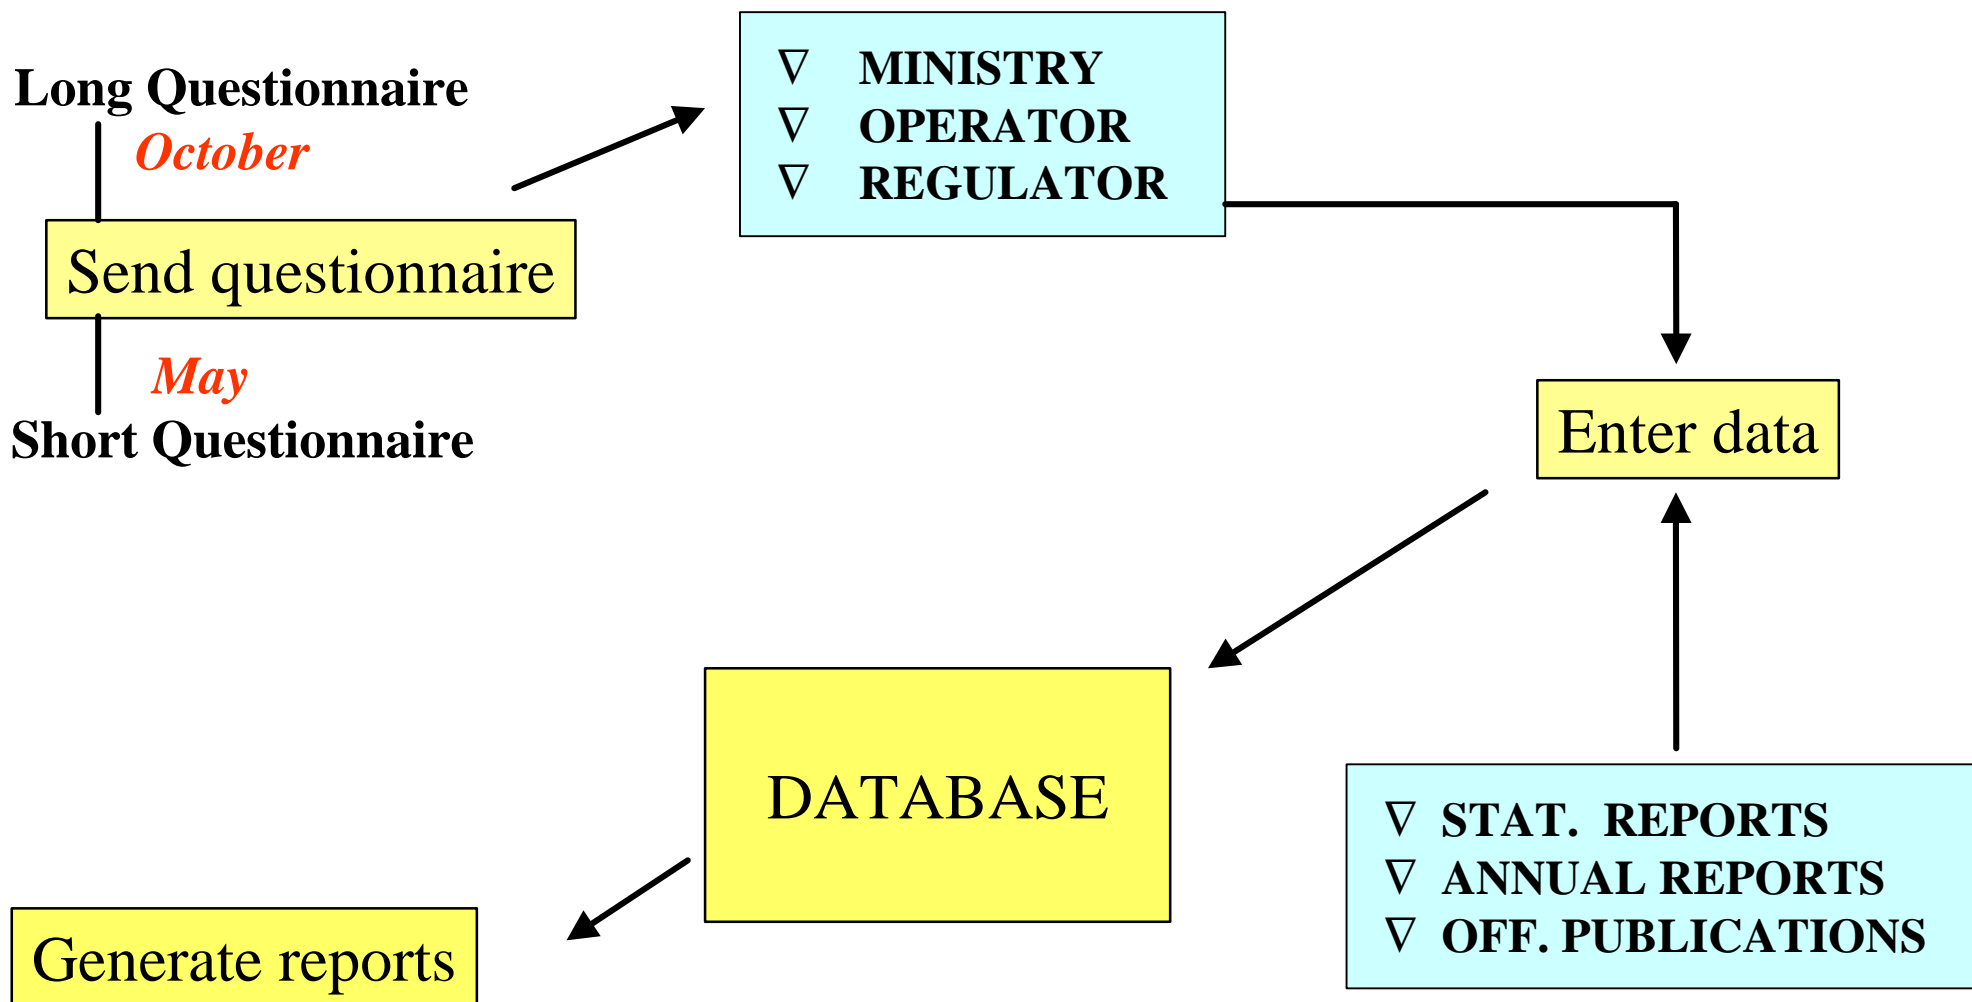 Long Questionnaire
October
Send questionnaire
May
Short Questionnaire
∇ MINISTRY
∇ OPERATOR
∇ REGULATOR
Enter data
DATABASE
∇ STAT. REPORTS
∇ ANNUAL REPORTS
∇ OFF. PUBLICATIONS
Generate reports